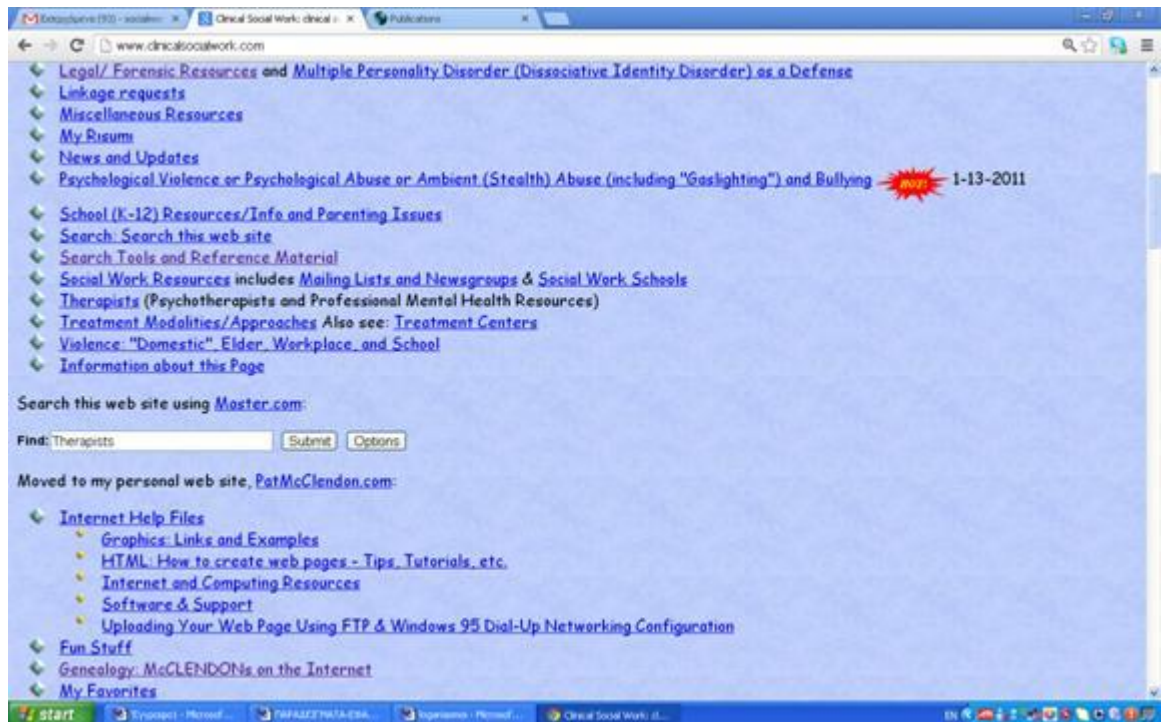 Clinical Social Work: clinical s
Publications
www.clinicalsocialwork.com
Legal/ Forensic Resources and Multiple Personality Disorder (Dissociative Identity Disorder) as a Defense
Linkage requests
Miscellaneous Resources
My Risumi
News and Updates
Psychological Violence or Psychological Abuse or Ambient (Stealth) Abuse (including "Gaslighting") and Bullying 1-13-2011
School (K-12) Resources/Info and Parenting Issues
Search: Search this web site
Search Tools and Reference Material
Social Work Resources includes Mailing Lists and Newsgroups & Social Work Schools
Therapists (Psychotherapists and Professional Mental Health Resources)
Treatment Modalities/Approaches Also see: Treatment Centers
Violence: "Domestic", Elder, Workplace, and School
Information about this Page
Search this web site using Master.com:
Find: Therapists Submit Options
Moved to my personal web site, PatMcClendon.com:
Internet Help Files
Graphics: Links and Examples
HTML: How to create web pages - Tips, Tutorials, etc.
Internet and Computing Resources
Software & Support
Uploading Your Web Page Using FTP & Windows 95 Dial-Up Networking Configuration
Fun Stuff
Genealogy: McCLENDONs on the Internet
My Favorites
start Clinical Social Work: cl... EN